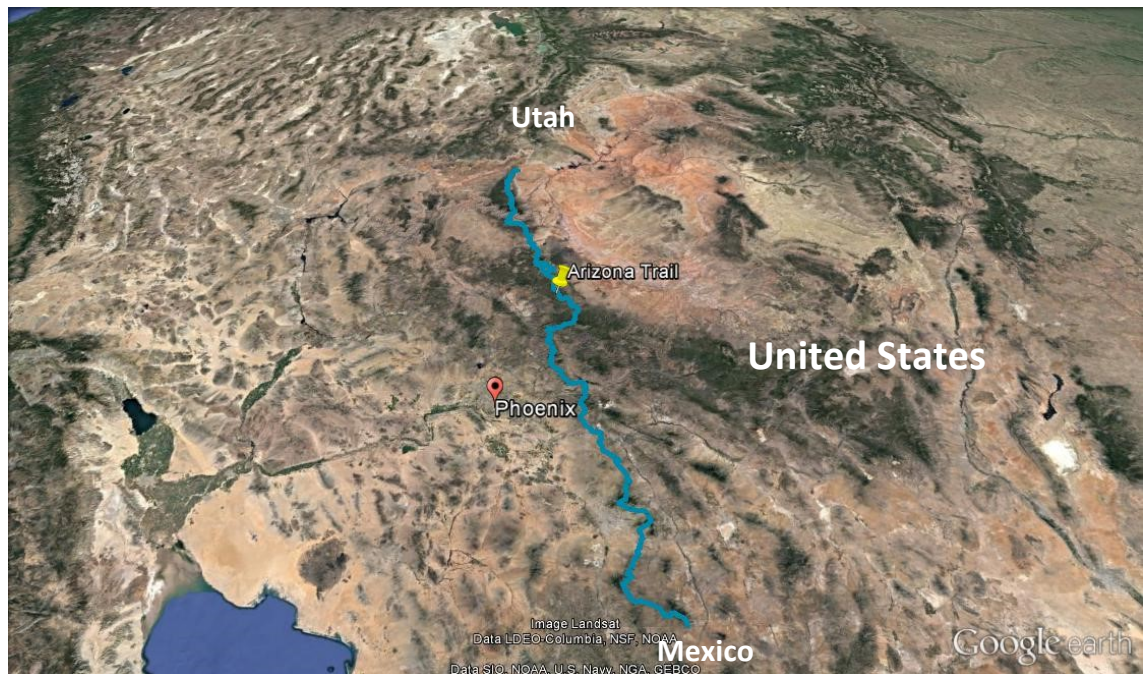 Utah
Arizona Trail
United States
Phoenix
Image Landsat
Data LDEO-Columbia, NSF, NOAA
Mexico
Google earth
Data SIO, NOAA, U.S. Navy, NGA, GEBCO